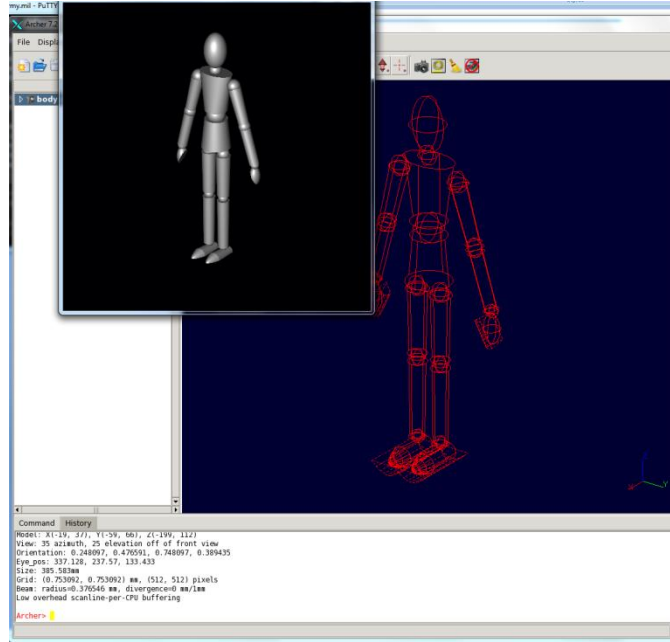 my.mil - PuTTY
Archer 7.2
File Displa
body
Command History
Model: X(-19, 37), Y(-59, 66), Z(-199, 112)
View: 35 azimuth, 25 elevation off of front view
Orientation: 0.248097, 0.476591, 0.748097, 0.389435
Eye_pos: 337.128, 237.57, 133.433
Size: 385.583mm
Grid: (0.753092, 0.753092) mm, (512, 512) pixels
Beam: radius=0.376546 mm, divergence=0 mm/1mm
Low overhead scanline-per-CPU buffering
Archer>